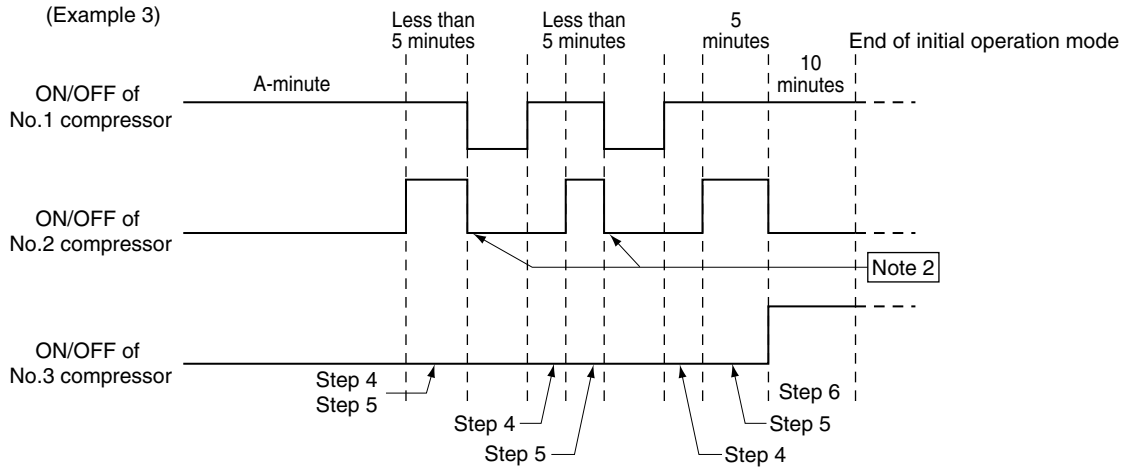 (Example 3)
Less than
5 minutes
Less than
5 minutes
5
minutes
End of initial operation mode
10
minutes
A-minute
ON/OFF of
No.1 compressor
ON/OFF of
No.2 compressor
Note 2
ON/OFF of
No.3 compressor
Step 4
Step 5
Step 4
Step 5
Step 6
Step 5
Step 4